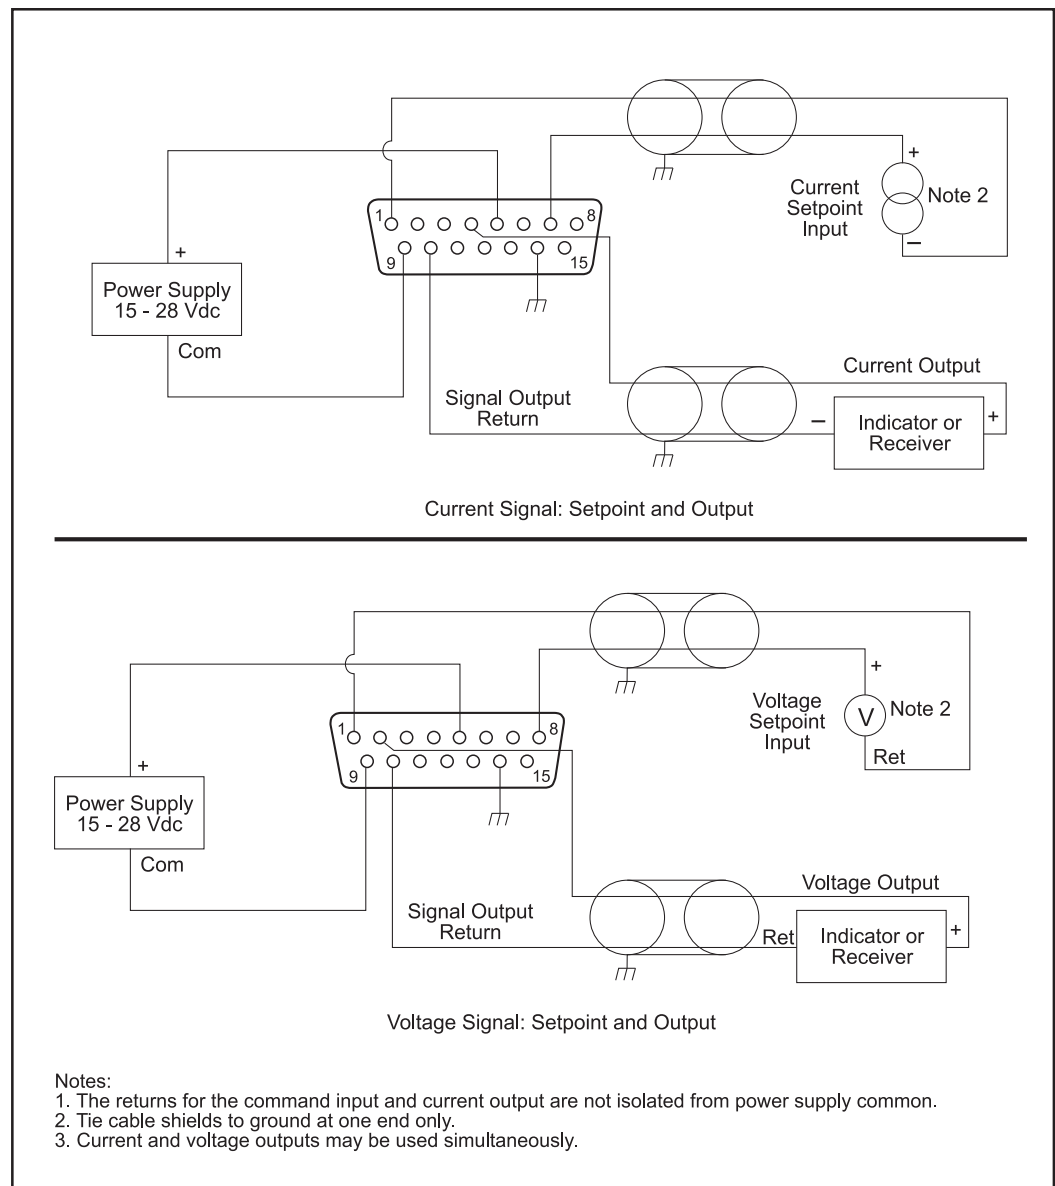 +
Current
Setpoint
Input
Note 2
–
1
8
9
15
+
Power Supply
15 - 28 Vdc
Com
Current Output
Signal Output
Return
–
Indicator or
Receiver
+
Current Signal: Setpoint and Output
+
Voltage
Setpoint
Input
V
Note 2
Ret
1
8
9
15
+
Power Supply
15 - 28 Vdc
Com
Voltage Output
Signal Output
Return
Ret
Indicator or
Receiver
+
Voltage Signal: Setpoint and Output
Notes:
1. The returns for the command input and current output are not isolated from power supply common.
2. Tie cable shields to ground at one end only.
3. Current and voltage outputs may be used simultaneously.